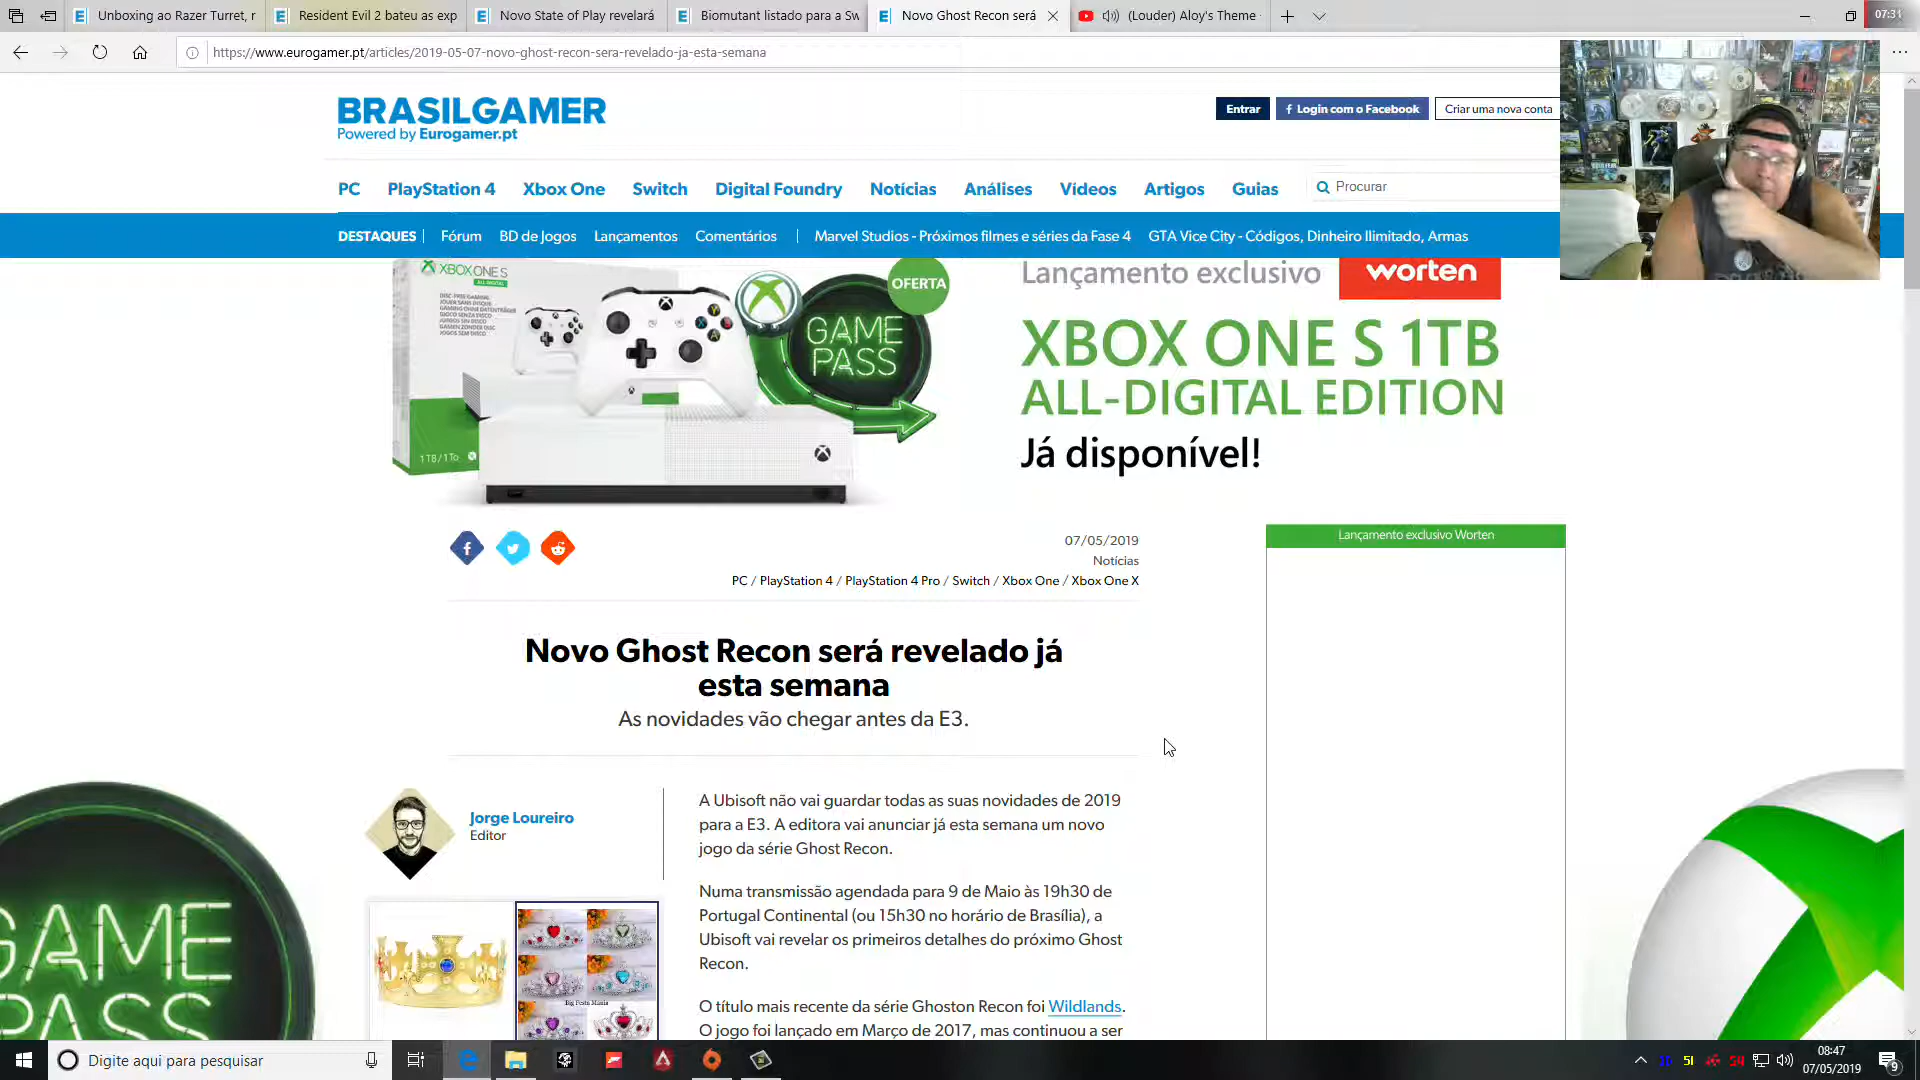 Unboxing ao Razer Turret, r
Resident Evil 2 bateu as exp
Novo State of Play revelará
Biomutant listado para a Sw
Novo Ghost Recon será
(Louder) Aloy's Theme
07:31
https://www.eurogamer.pt/articles/2019-05-07-novo-ghost-recon-sera-revelado-ja-esta-semana
BRASILGAMER
Powered by Eurogamer.pt
Entrar
Login com o Facebook
Criar uma nova conta
PC PlayStation 4 Xbox One Switch Digital Foundry Notícias Análises Vídeos Artigos Guias
Procurar
DESTAQUES | Fórum BD de Jogos Lançamentos Comentários | Marvel Studios - Próximos filmes e séries da Fase 4 GTA Vice City - Códigos, Dinheiro Ilimitado, Armas
XBOX ONE S
ALL-DIGITAL
1TB/1To
GAME
PASS
OFERTA
Lançamento exclusivo
worten
XBOX ONE S 1TB
ALL-DIGITAL EDITION
Já disponível!
07/05/2019
Notícias
PC / PlayStation 4 / PlayStation 4 Pro / Switch / Xbox One / Xbox One X
Lançamento exclusivo Worten
Novo Ghost Recon será revelado já
esta semana
As novidades vão chegar antes da E3.
Jorge Loureiro
Editor
A Ubisoft não vai guardar todas as suas novidades de 2019
para a E3. A editora vai anunciar já esta semana um novo
jogo da série Ghost Recon.
Numa transmissão agendada para 9 de Maio às 19h30 de
Portugal Continental (ou 15h30 no horário de Brasília), a
Ubisoft vai revelar os primeiros detalhes do próximo Ghost
Recon.
O título mais recente da série Ghoston Recon foi Wildlands.
O jogo foi lançado em Março de 2017, mas continuou a ser
Big Festa Mania
GAME
PASS
Digite aqui para pesquisar
51
08:47
07/05/2019
9